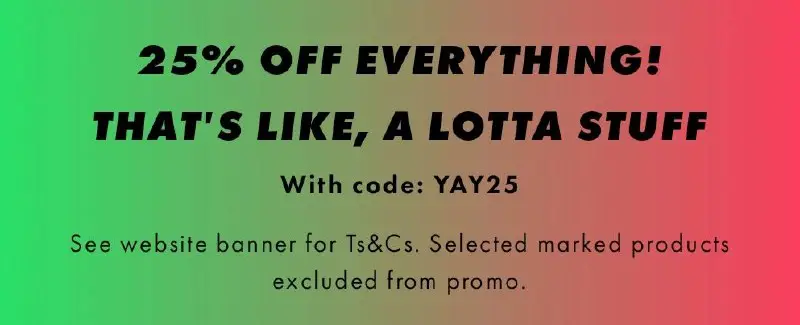 25% OFF EVERYTHING!
THAT'S LIKE, A LOTTA STUFF
With code: YAY25
See website banner for Ts&Cs. Selected marked products
excluded from promo.